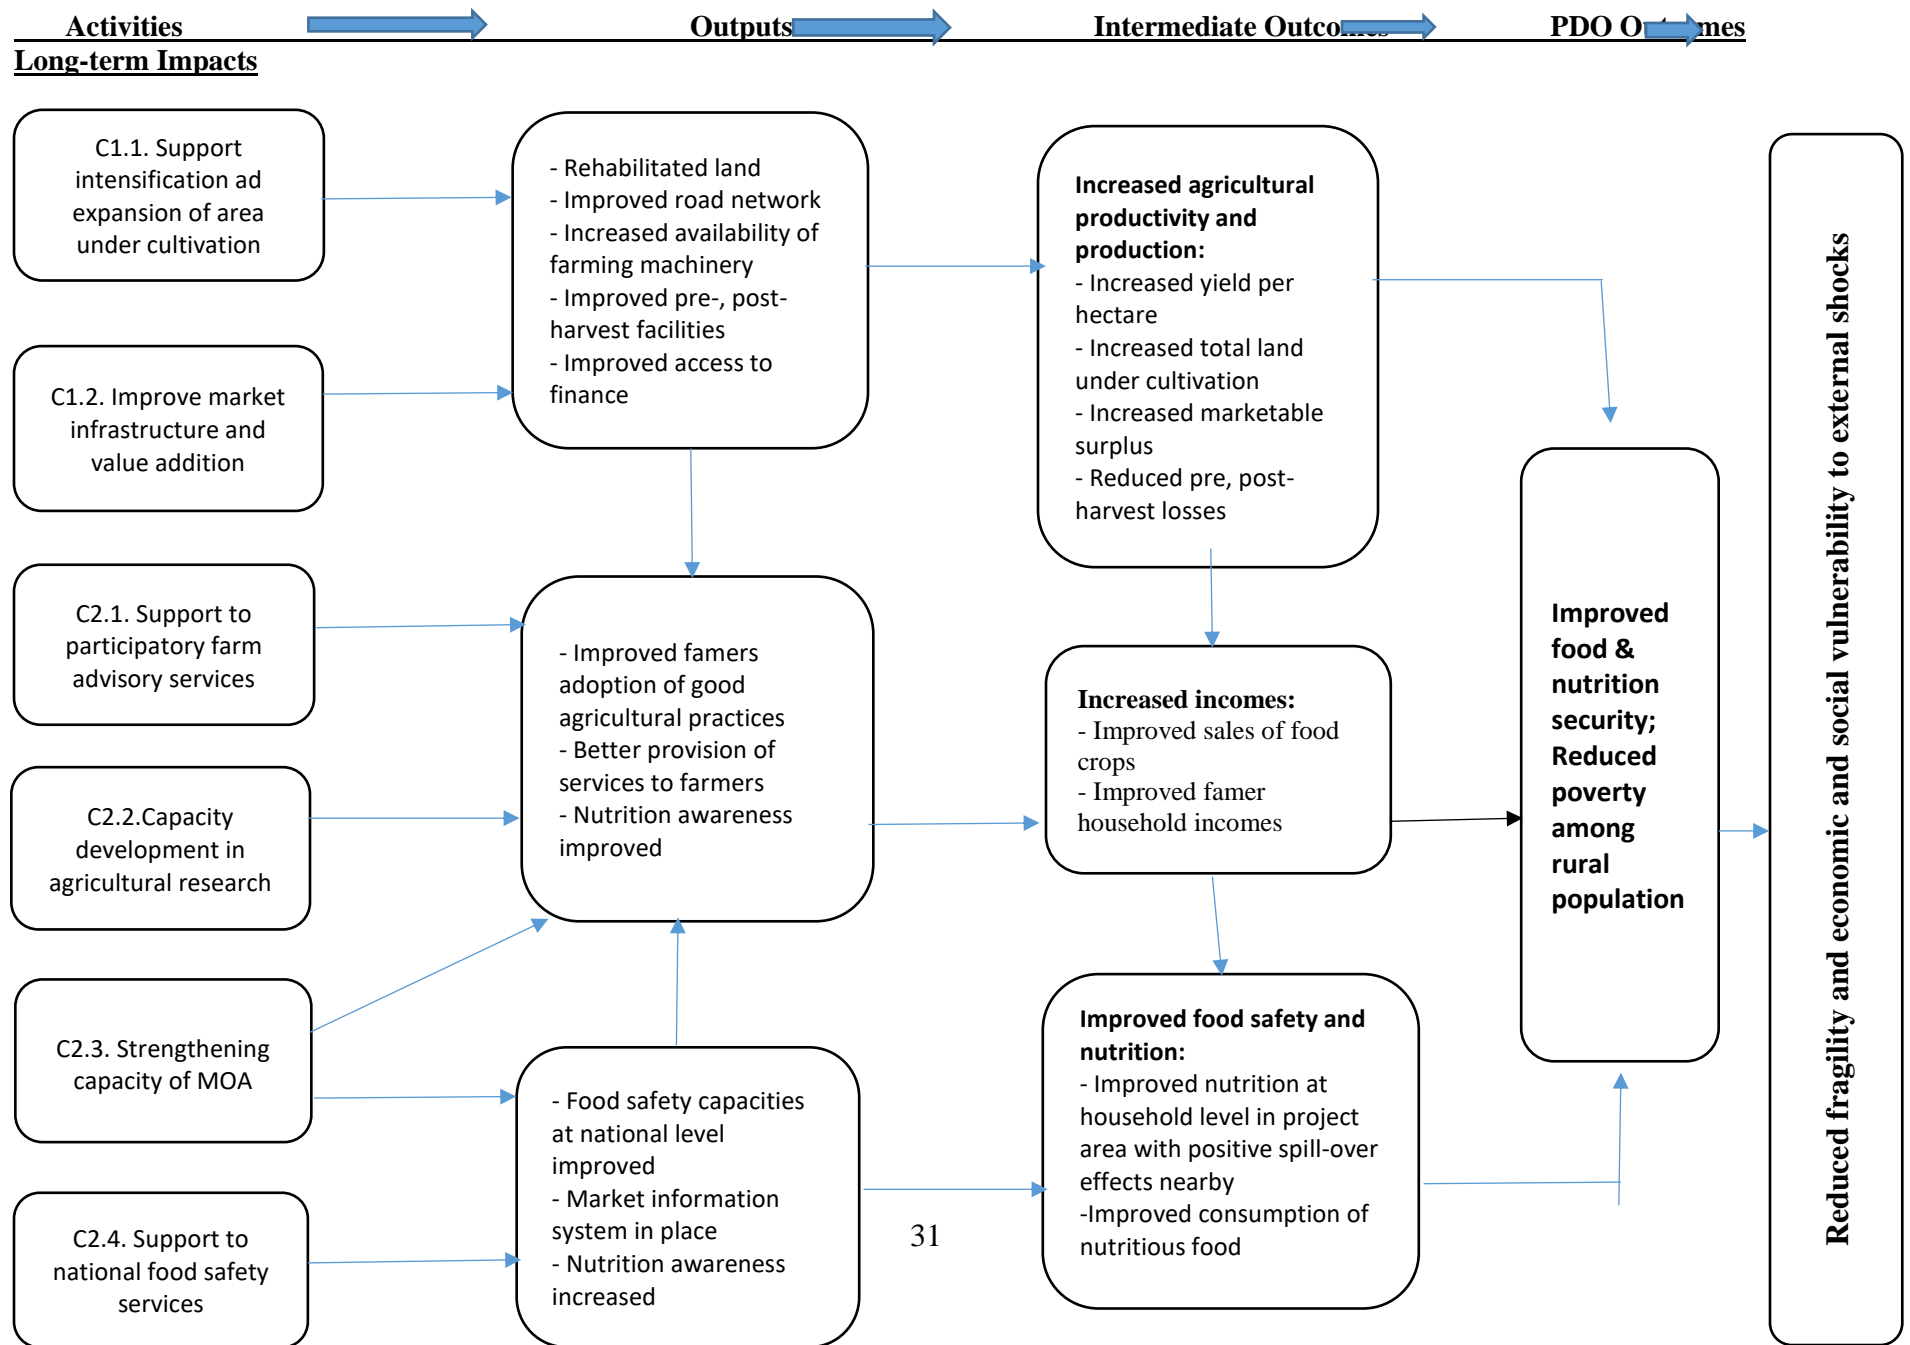 Activities Outputs Intermediate Outcomes PDO O mes
Long-term Impacts
C1.1. Support
intensification ad
expansion of area
under cultivation
C1.2. Improve market
infrastructure and
value addition
C2.1. Support to
participatory farm
advisory services
C2.2.Capacity
development in
agricultural research
C2.3. Strengthening
capacity of MOA
C2.4. Support to
national food safety
services
- Rehabilitated land
- Improved road network
- Increased availability of
farming machinery
- Improved pre-, post-
harvest facilities
- Improved access to
finance
- Improved famers
adoption of good
agricultural practices
- Better provision of
services to farmers
- Nutrition awareness
improved
- Food safety capacities
at national level
improved
- Market information
system in place
- Nutrition awareness
increased
Increased agricultural
productivity and
production:
- Increased yield per
hectare
- Increased total land
under cultivation
- Increased marketable
surplus
- Reduced pre, post-
harvest losses
Increased incomes:
- Improved sales of food
crops
- Improved famer
household incomes
Improved food safety and
nutrition:
- Improved nutrition at
household level in project
area with positive spill-over
effects nearby
-Improved consumption of
nutritious food
Improved
food &
nutrition
security;
Reduced
poverty
among
rural
population
Reduced fragility and economic and social vulnerability to external shocks
31